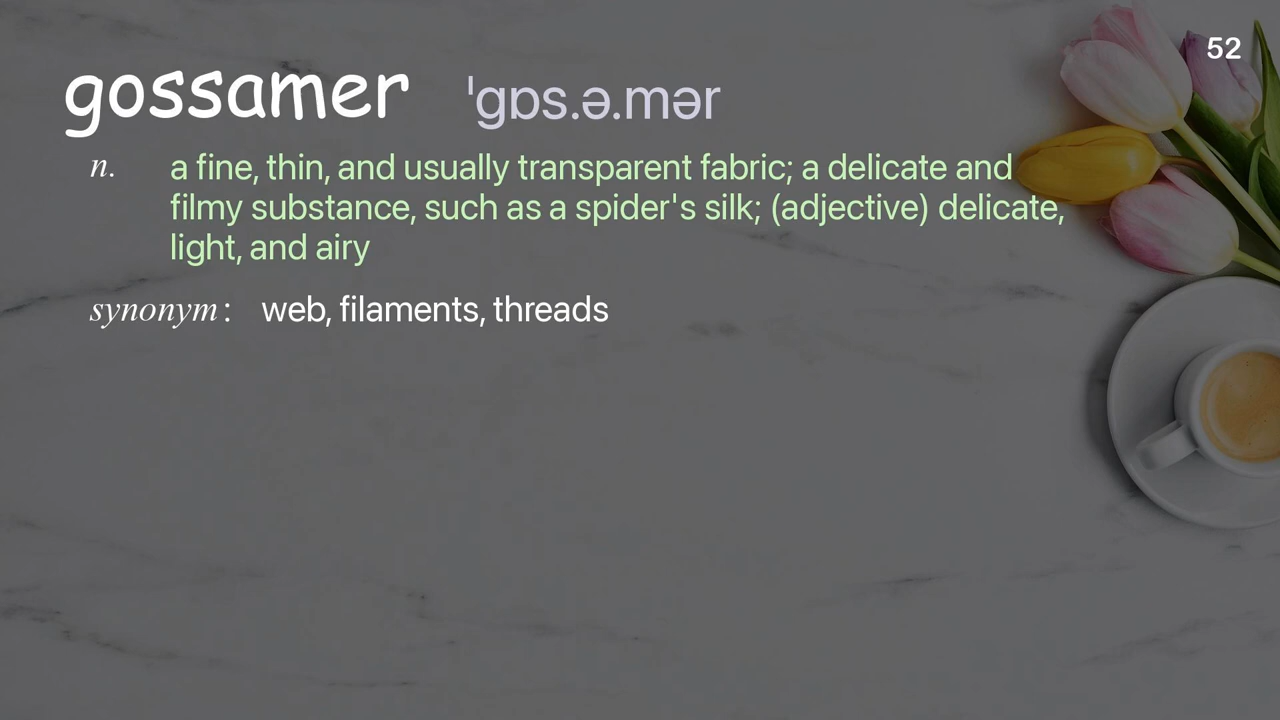 52
gossamer ˈɡɒs.ə.mər
n. a fine, thin, and usually transparent fabric; a delicate and
filmy substance, such as a spider's silk; (adjective) delicate,
light, and airy
synonym: web, filaments, threads